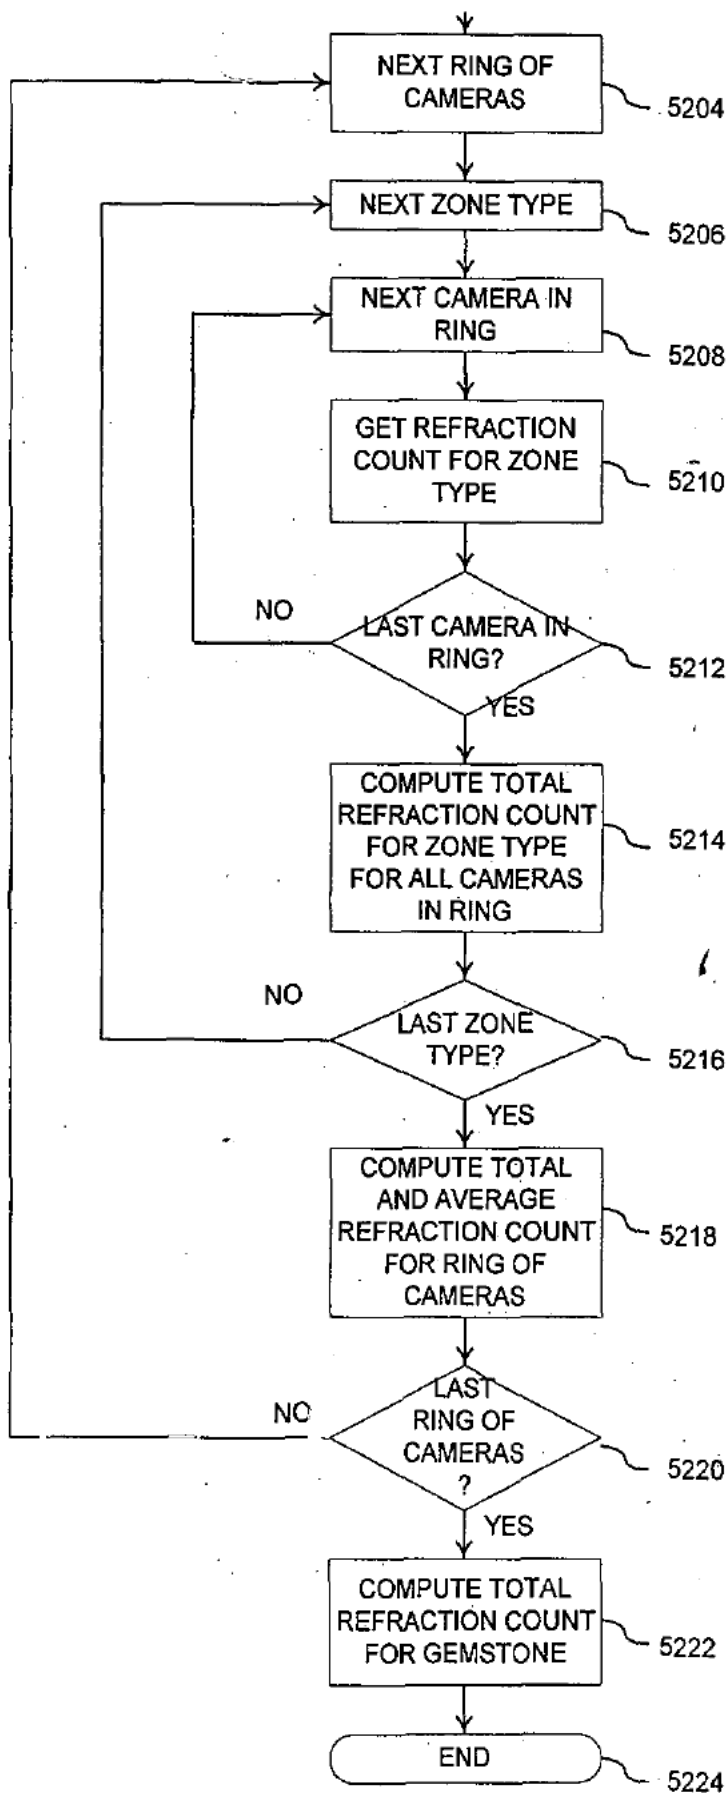 NEXT RING OF
CAMERAS
5204
NEXT ZONE TYPE
5206
NEXT CAMERA IN
RING
5208
GET REFRACTION
COUNT FOR ZONE
TYPE
5210
NO
LAST CAMERA IN
RING?
5212
YES
COMPUTE TOTAL
REFRACTION COUNT
FOR ZONE TYPE
FOR ALL CAMERAS
IN RING
5214
NO
LAST ZONE
TYPE?
5216
YES
COMPUTE TOTAL
AND AVERAGE
REFRACTION COUNT
FOR RING OF
CAMERAS
5218
NO
LAST
RING OF
CAMERAS
?
5220
YES
COMPUTE TOTAL
REFRACTION COUNT
FOR GEMSTONE
5222
END
5224